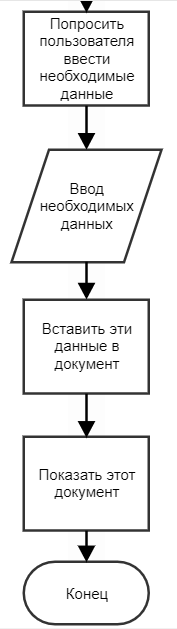 Попросить
пользователя
ввести
необходимые
данные
Ввод
необходимых
данных
Вставить эти
данные в
документ
Показать этот
документ
Конец